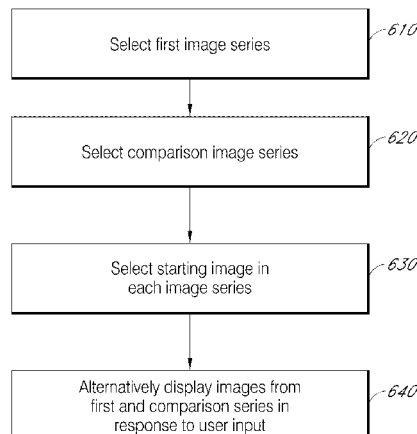 Select first image series
610
Select comparison image series
620
Select starting image in
each image series
630
Alternatively display images from
first and comparison series in
response to user input
640